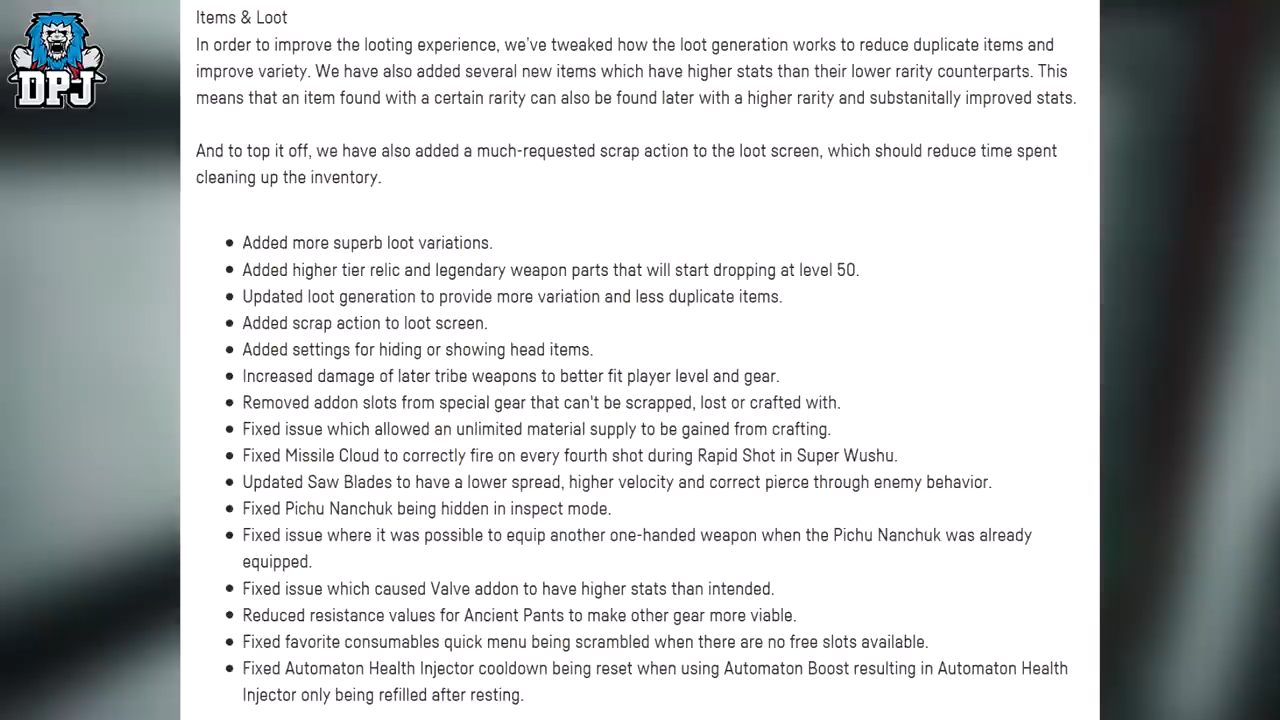 DPJ
Items & Loot
In order to improve the looting experience, we've tweaked how the loot generation works to reduce duplicate items and
improve variety. We have also added several new items which have higher stats than their lower rarity counterparts. This
means that an item found with a certain rarity can also be found later with a higher rarity and substanitally improved stats.
And to top it off, we have also added a much-requested scrap action to the loot screen, which should reduce time spent
cleaning up the inventory.
• Added more superb loot variations.
• Added higher tier relic and legendary weapon parts that will start dropping at level 50.
• Updated loot generation to provide more variation and less duplicate items.
• Added scrap action to loot screen.
• Added settings for hiding or showing head items.
• Increased damage of later tribe weapons to better fit player level and gear.
• Removed addon slots from special gear that can't be scrapped, lost or crafted with.
• Fixed issue which allowed an unlimited material supply to be gained from crafting.
• Fixed Missile Cloud to correctly fire on every fourth shot during Rapid Shot in Super Wushu.
• Updated Saw Blades to have a lower spread, higher velocity and correct pierce through enemy behavior.
• Fixed Pichu Nanchuk being hidden in inspect mode.
• Fixed issue where it was possible to equip another one-handed weapon when the Pichu Nanchuk was already
equipped.
• Fixed issue which caused Valve addon to have higher stats than intended.
• Reduced resistance values for Ancient Pants to make other gear more viable.
• Fixed favorite consumables quick menu being scrambled when there are no free slots available.
• Fixed Automaton Health Injector cooldown being reset when using Automaton Boost resulting in Automaton Health
Injector only being refilled after resting.